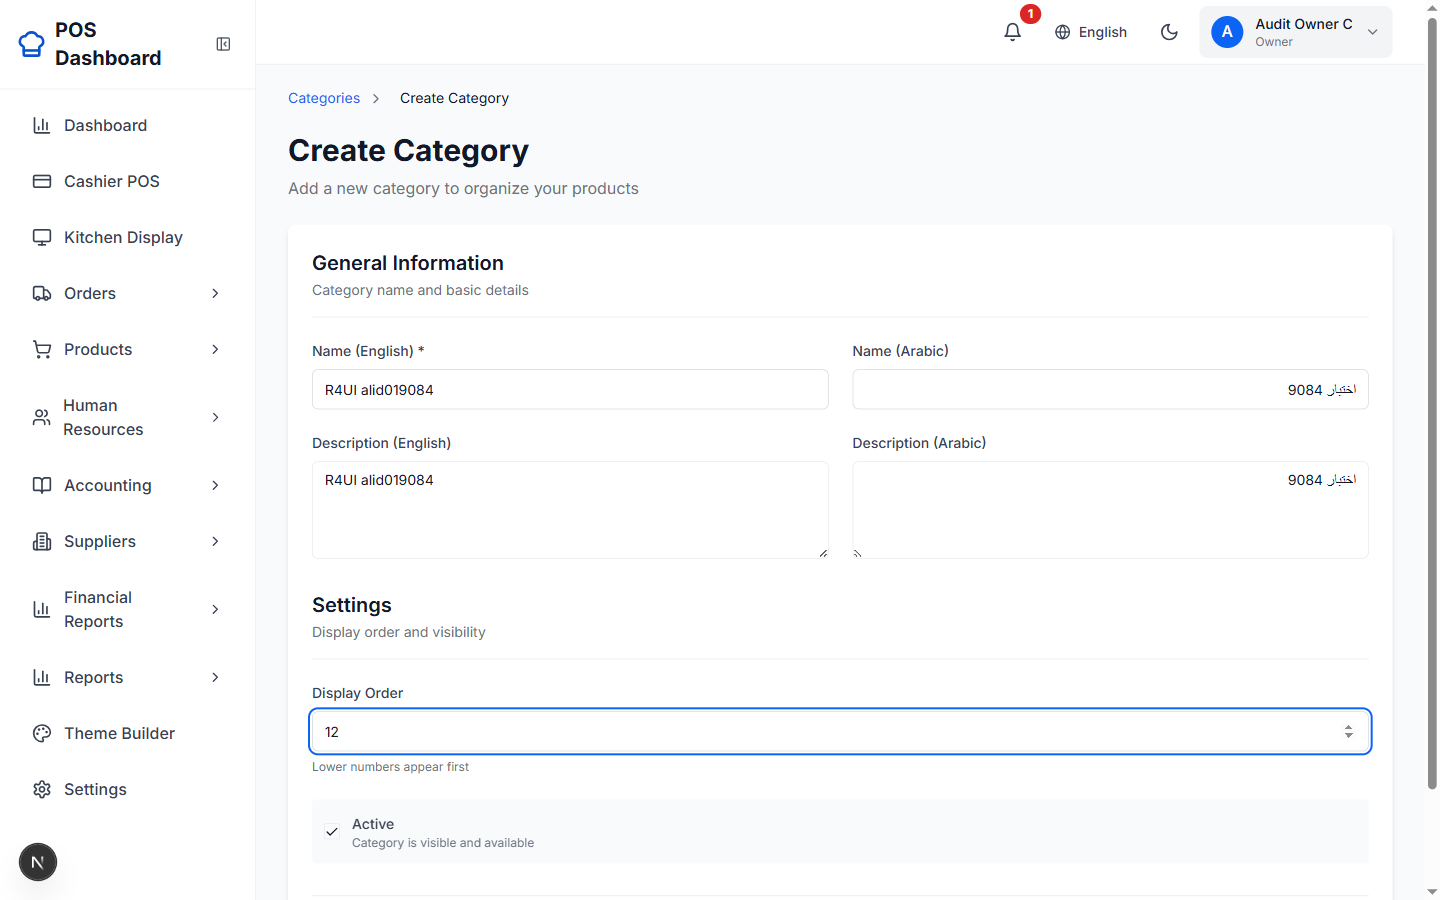 POS
Dashboard
Dashboard
Cashier POS
Kitchen Display
Orders
Products
Human
Resources
Accounting
Suppliers
Financial
Reports
Reports
Theme Builder
Settings
N
1
English
A
Audit Owner C
Owner
Categories
Create Category
Create Category
Add a new category to organize your products
General Information
Category name and basic details
Name (English) *
R4UI alid019084
Name (Arabic)
اختبار 9084
Description (English)
R4UI alid019084
Description (Arabic)
اختبار 9084
Settings
Display order and visibility
Display Order
12
Lower numbers appear first
Active
Category is visible and available